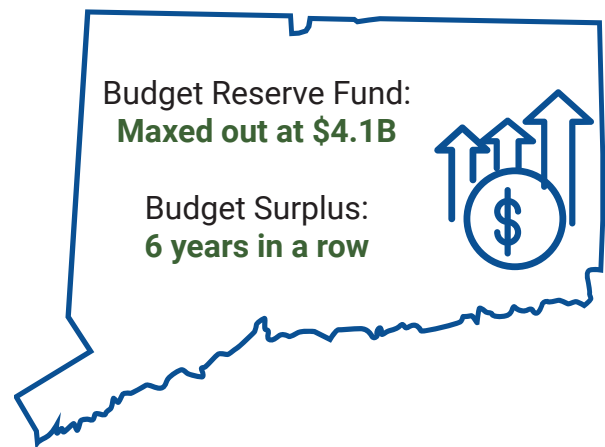 Budget Reserve Fund:
Maxed out at $4.1B
Budget Surplus:
6 years in a row
$